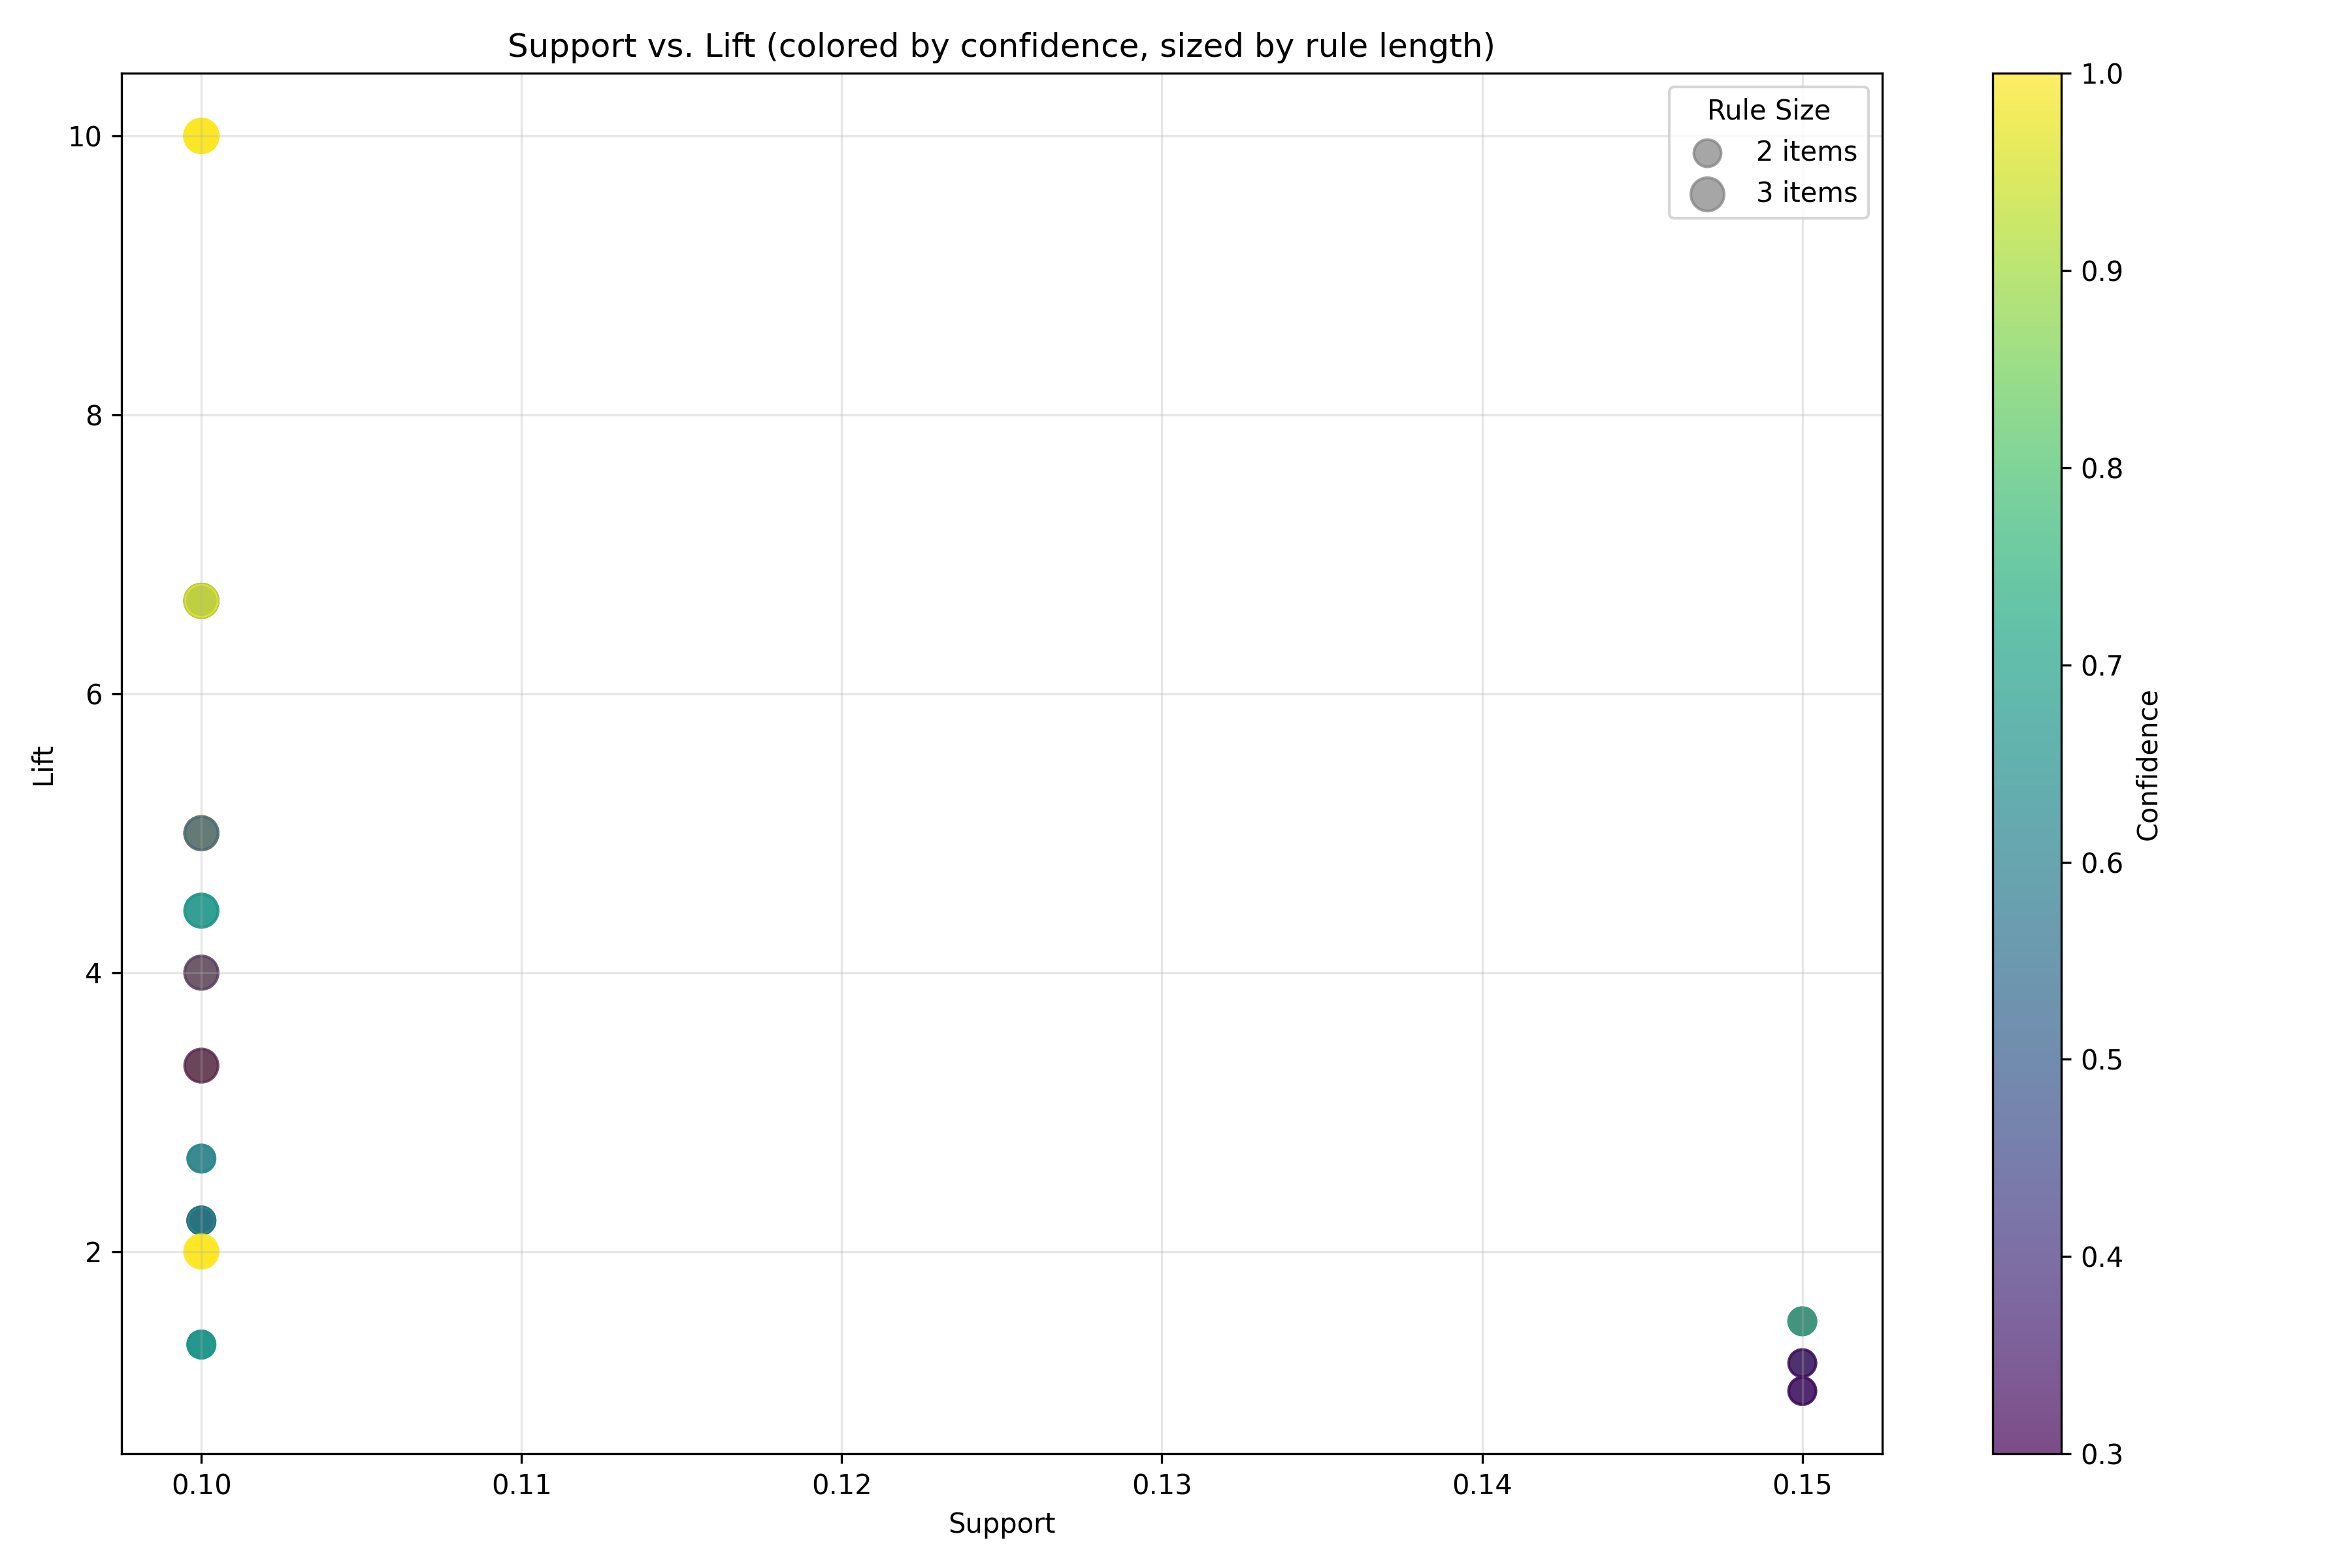 Support vs. Lift (colored by confidence, sized by rule length)
Rule Size
2 items
3 items
10
8
6
4
2
Lift
0.10
0.11
0.12
0.13
0.14
0.15
Support
1.0
0.9
0.8
0.7
0.6
0.5
0.4
0.3
Confidence